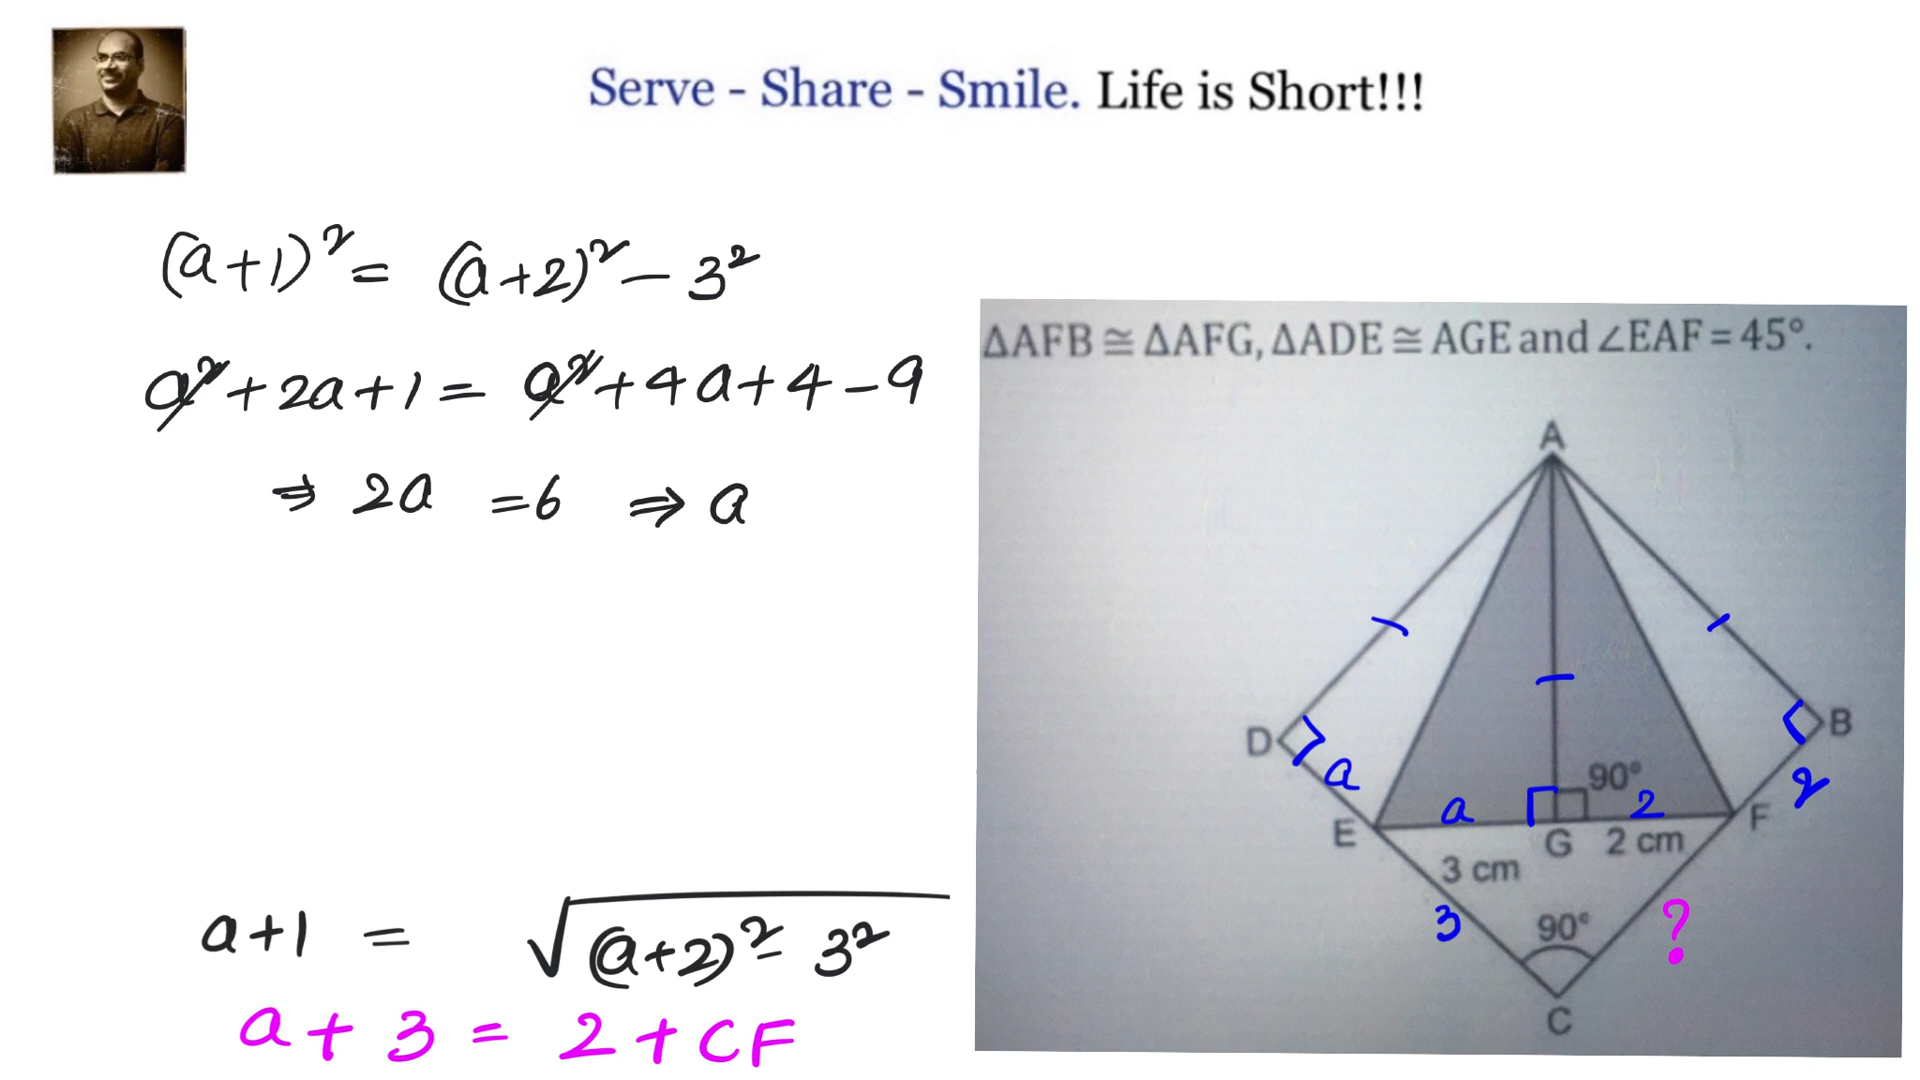 Serve - Share - Smile. Life is Short!!!
(a+1)² = (a+2)² - 3²
a² + 2a + 1 = a² + 4a + 4 - 9
⇒ 2a = 6 ⇒ a
a+1 = √(a+2)² - 3²
a + 3 = 2 + CF
ΔAFB ≅ ΔAFG, ΔADE ≅ AGE and ∠EAF = 45°.
A
D
B
a
90°
2
a
2
E
G
2 cm
F
3 cm
3
90°
?
C